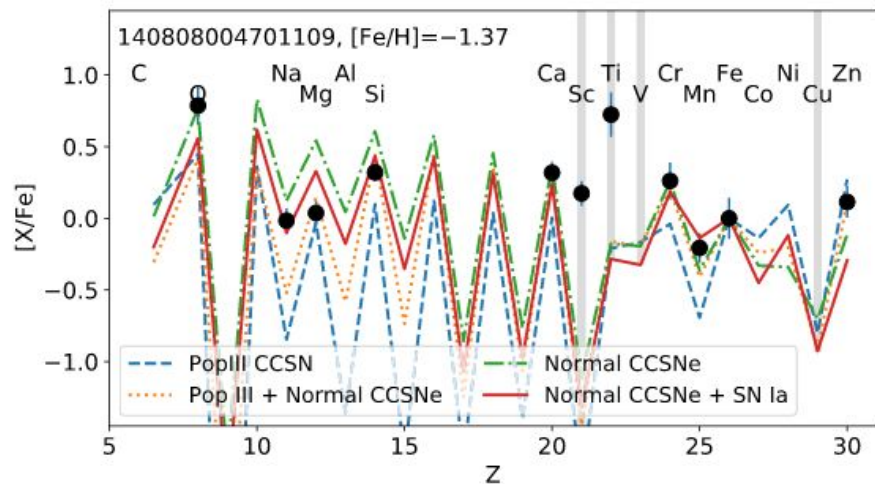 140808004701109, [Fe/H]=−1.37
C Na Al Ca Ti Cr Fe Ni Zn
O Mg Si Sc V Mn Co Cu
1.0
0.5
0.0
−0.5
−1.0
[X/Fe]
PopIII CCSN
Pop III + Normal CCSNe
Normal CCSNe
Normal CCSNe + SN Ia
5 10 15 20 25 30
Z